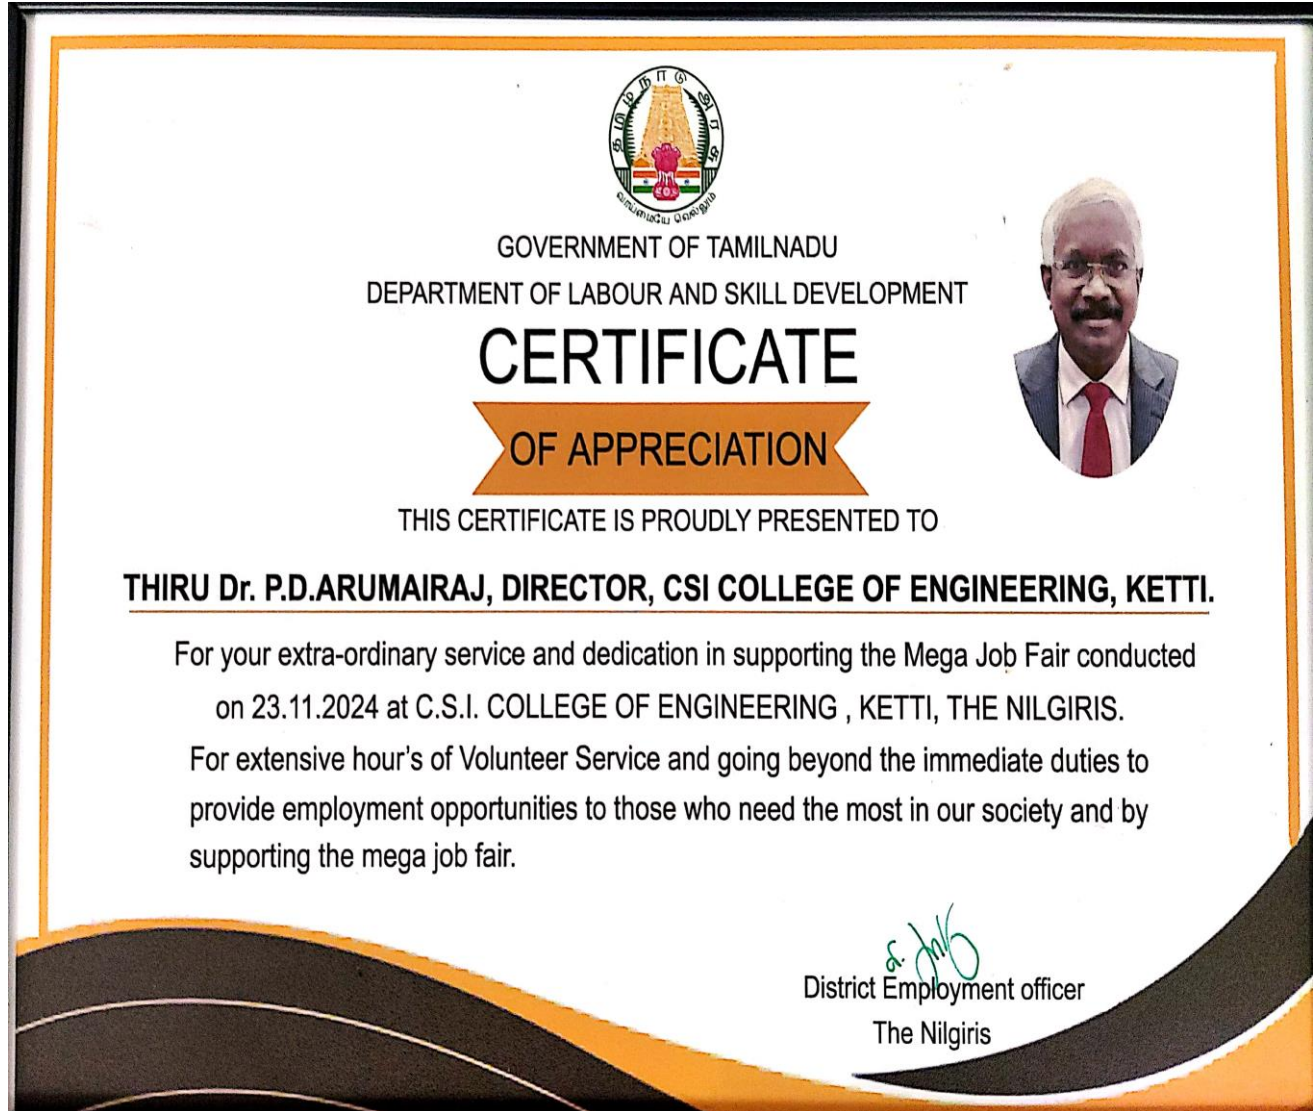 தமிழ்நாடு அரசு
வாய்மையே வெல்லும்
GOVERNMENT OF TAMILNADU
DEPARTMENT OF LABOUR AND SKILL DEVELOPMENT
CERTIFICATE
OF APPRECIATION
THIS CERTIFICATE IS PROUDLY PRESENTED TO
THIRU Dr. P.D.ARUMAIRAJ, DIRECTOR, CSI COLLEGE OF ENGINEERING, KETTI.
For your extra-ordinary service and dedication in supporting the Mega Job Fair conducted
on 23.11.2024 at C.S.I. COLLEGE OF ENGINEERING , KETTI, THE NILGIRIS.
For extensive hour's of Volunteer Service and going beyond the immediate duties to
provide employment opportunities to those who need the most in our society and by
supporting the mega job fair.
District Employment officer
The Nilgiris